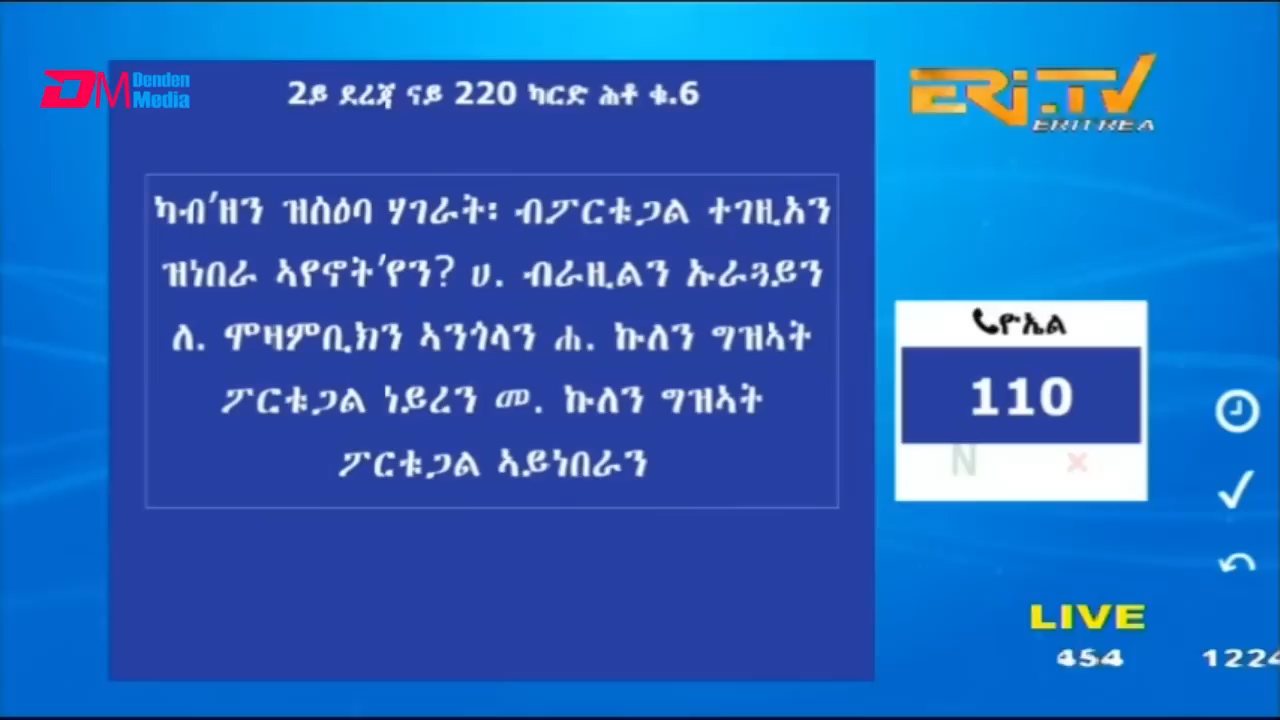 DM Denden Media
2ይ ደረጃ ናይ 220 ካርድ ሕቶ ቁ.6
ERi.TV
ERITREA
ካብ'ዘን ዝስዕባ ሃገራት፡ ብፖርቱጋል ተገዚአን
ዝነበራ ኣየኖት'የን? ሀ. ብራዚልን ኡራጓይን
ለ. ሞዛምቢክን ኣንጎላን ሐ. ኩለን ግዝኣት
ፖርቱጋል ነይረን መ. ኩለን ግዝኣት
ፖርቱጋል ኣይነበራን
ዮኤል
110
N ×
LIVE
454 1224